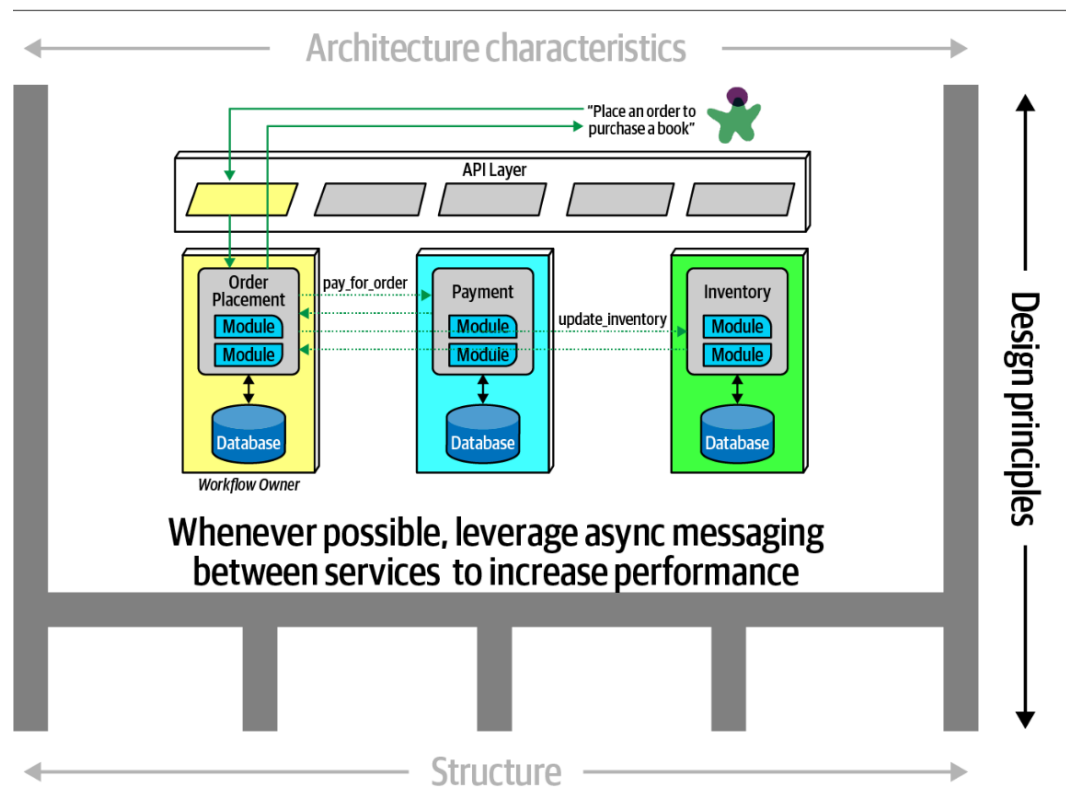 Architecture characteristics
"Place an order to
purchase a book"
API Layer
Order
Placement
Module
Module
Database
Workflow Owner
pay_for_order
Payment
Module
Module
Database
update_inventory
Inventory
Module
Module
Database
Design principles
Whenever possible, leverage async messaging
between services to increase performance
Structure